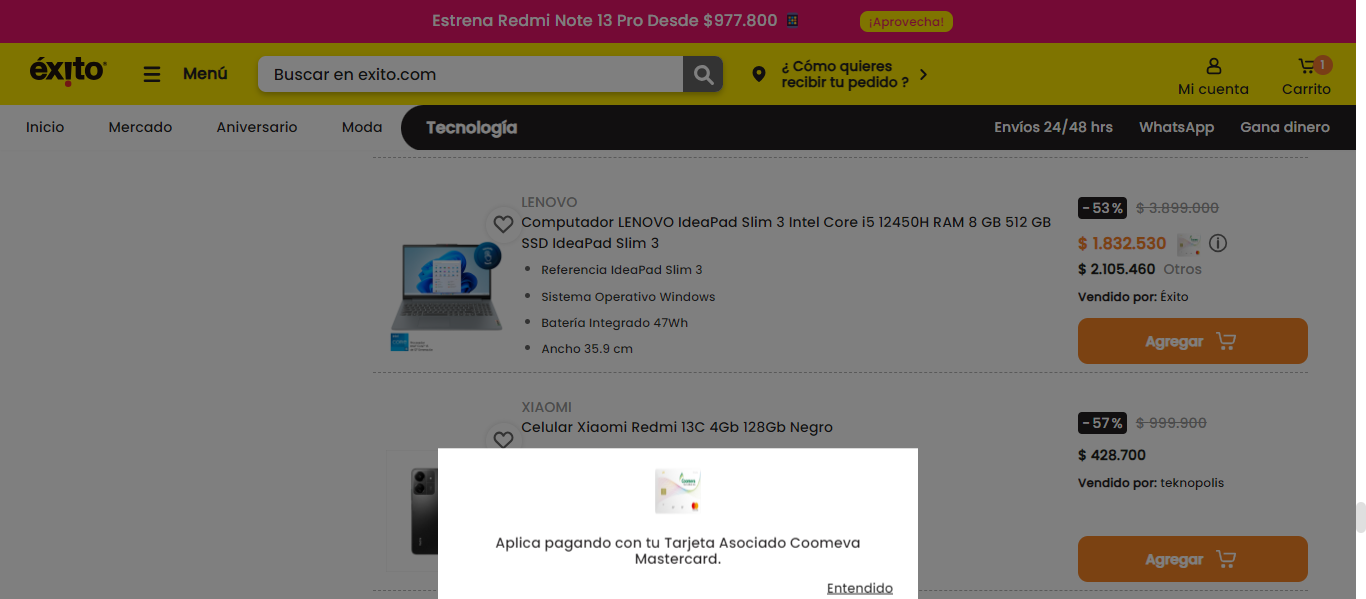 Estrena Redmi Note 13 Pro Desde $977.800
¡Aprovecha!
éxito
Menú
Buscar en exito.com
¿ Cómo quieres
recibir tu pedido ?
Mi cuenta
1
Carrito
Inicio
Mercado
Aniversario
Moda
Tecnología
Envíos 24/48 hrs
WhatsApp
Gana dinero
LENOVO
Computador LENOVO IdeaPad Slim 3 Intel Core i5 12450H RAM 8 GB 512 GB
SSD IdeaPad Slim 3
Referencia IdeaPad Slim 3
Sistema Operativo Windows
Batería Integrado 47Wh
Ancho 35.9 cm
-53%
$ 3.899.000
$ 1.832.530
$ 2.105.460 Otros
Vendido por: Éxito
Agregar
XIAOMI
Celular Xiaomi Redmi 13C 4Gb 128Gb Negro
-57%
$ 999.900
$ 428.700
Vendido por: teknopolis
Agregar
Aplica pagando con tu Tarjeta Asociado Coomeva
Mastercard.
Entendido